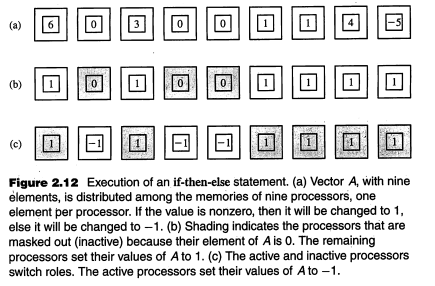 (a) 6 0 3 0 0 1 1 4 -5
(b) 1 0 1 0 0 1 1 1 1
(c) 1 -1 1 -1 -1 1 1 1 1
Figure 2.12 Execution of an if-then-else statement. (a) Vector A, with nine
elements, is distributed among the memories of nine processors, one
element per processor. If the value is nonzero, then it will be changed to 1,
else it will be changed to −1. (b) Shading indicates the processors that are
masked out (inactive) because their element of A is 0. The remaining
processors set their values of A to 1. (c) The active and inactive processors
switch roles. The active processors set their values of A to −1.